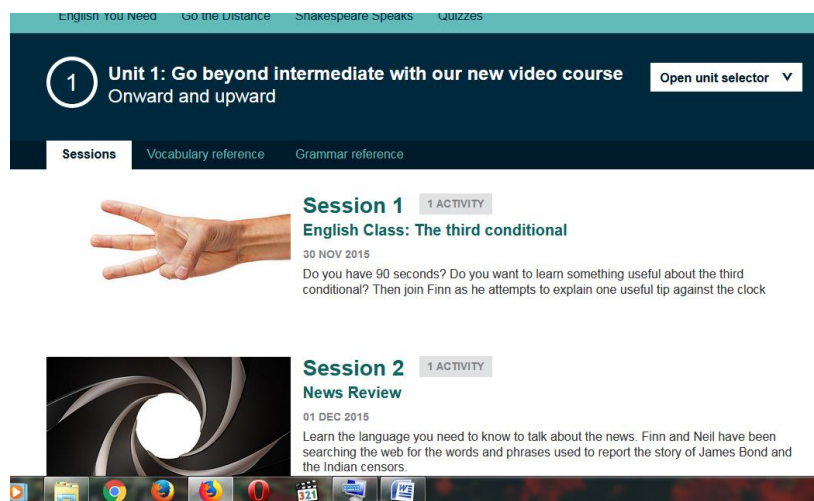 English You Need Go the Distance Shakespeare Speaks Quizzes
1
Unit 1: Go beyond intermediate with our new video course
Onward and upward
Open unit selector V
Sessions Vocabulary reference Grammar reference
Session 1 1 ACTIVITY
English Class: The third conditional
30 NOV 2015
Do you have 90 seconds? Do you want to learn something useful about the third
conditional? Then join Finn as he attempts to explain one useful tip against the clock
Session 2 1 ACTIVITY
News Review
01 DEC 2015
Learn the language you need to know to talk about the news. Finn and Neil have been
searching the web for the words and phrases used to report the story of James Bond and
the Indian censors.
321
W